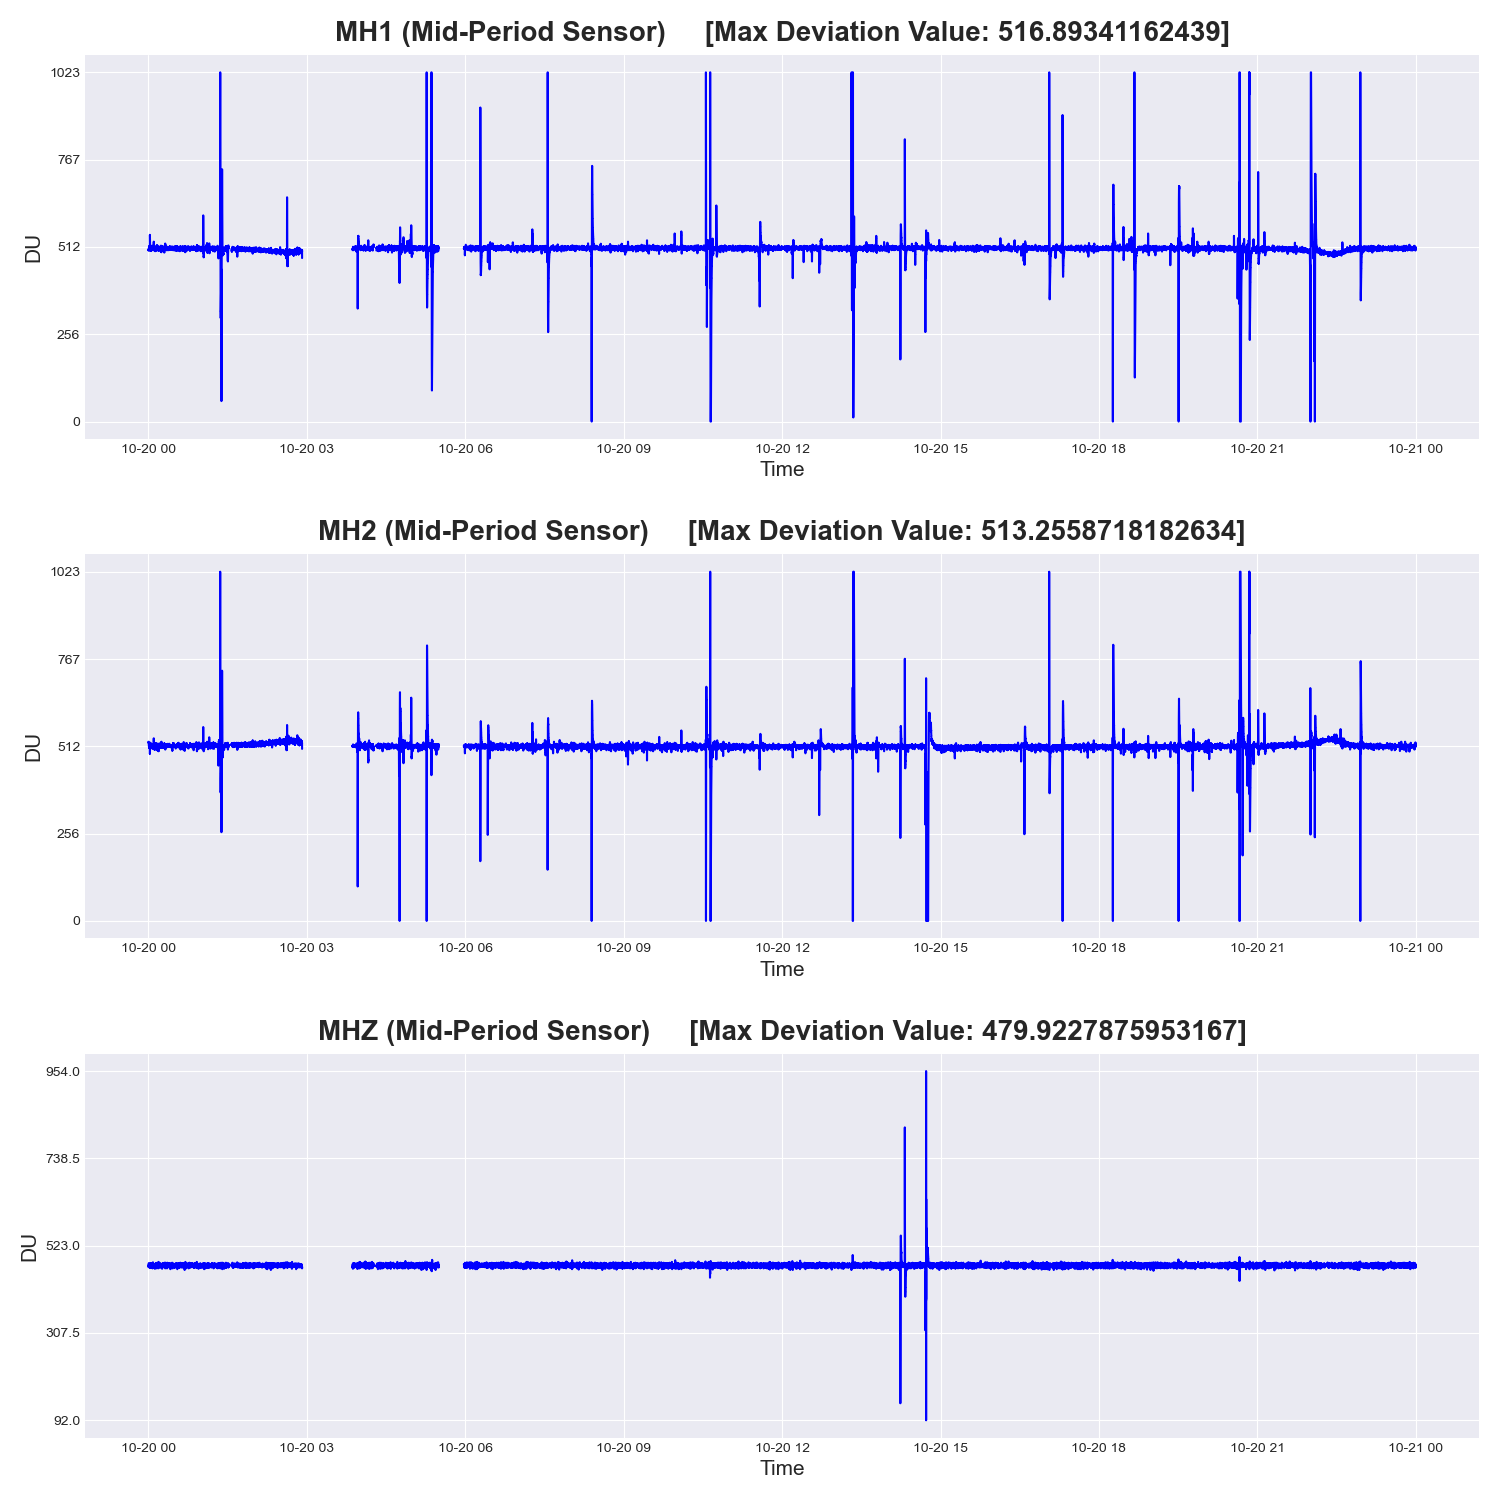 MH1 (Mid-Period Sensor) [Max Deviation Value: 516.89341162439]
1023
767
512
256
0
DU
10-20 00 10-20 03 10-20 06 10-20 09 10-20 12 10-20 15 10-20 18 10-20 21 10-21 00
Time
MH2 (Mid-Period Sensor) [Max Deviation Value: 513.2558718182634]
1023
767
512
256
0
DU
10-20 00 10-20 03 10-20 06 10-20 09 10-20 12 10-20 15 10-20 18 10-20 21 10-21 00
Time
MHZ (Mid-Period Sensor) [Max Deviation Value: 479.9227875953167]
954.0
738.5
523.0
307.5
92.0
DU
10-20 00 10-20 03 10-20 06 10-20 09 10-20 12 10-20 15 10-20 18 10-20 21 10-21 00
Time